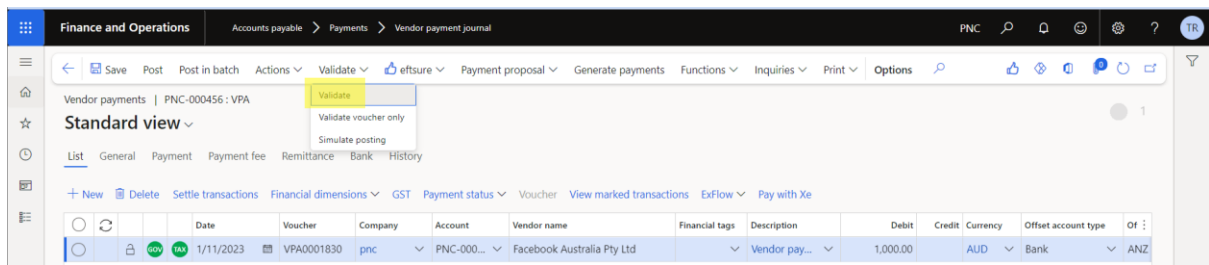 Finance and Operations Accounts payable Payments Vendor payment journal PNC ? TR
Save Post Post in batch Actions Validate eftsure Payment proposal Generate payments Functions Inquiries Print Options 0
Validate
Vendor payments | PNC-000456 : VPA
Validate voucher only
Standard view 1
Simulate posting
List General Payment Payment fee Remittance Bank History
New Delete Settle transactions Financial dimensions GST Payment status Voucher View marked transactions ExFlow Pay with Xe
Date Voucher Company Account Vendor name Financial tags Description Debit Credit Currency Offset account type Of
GOV TAX 1/11/2023 VPA0001830 pnc PNC-000... Facebook Australia Pty Ltd Vendor pay... 1,000.00 AUD Bank ANZ